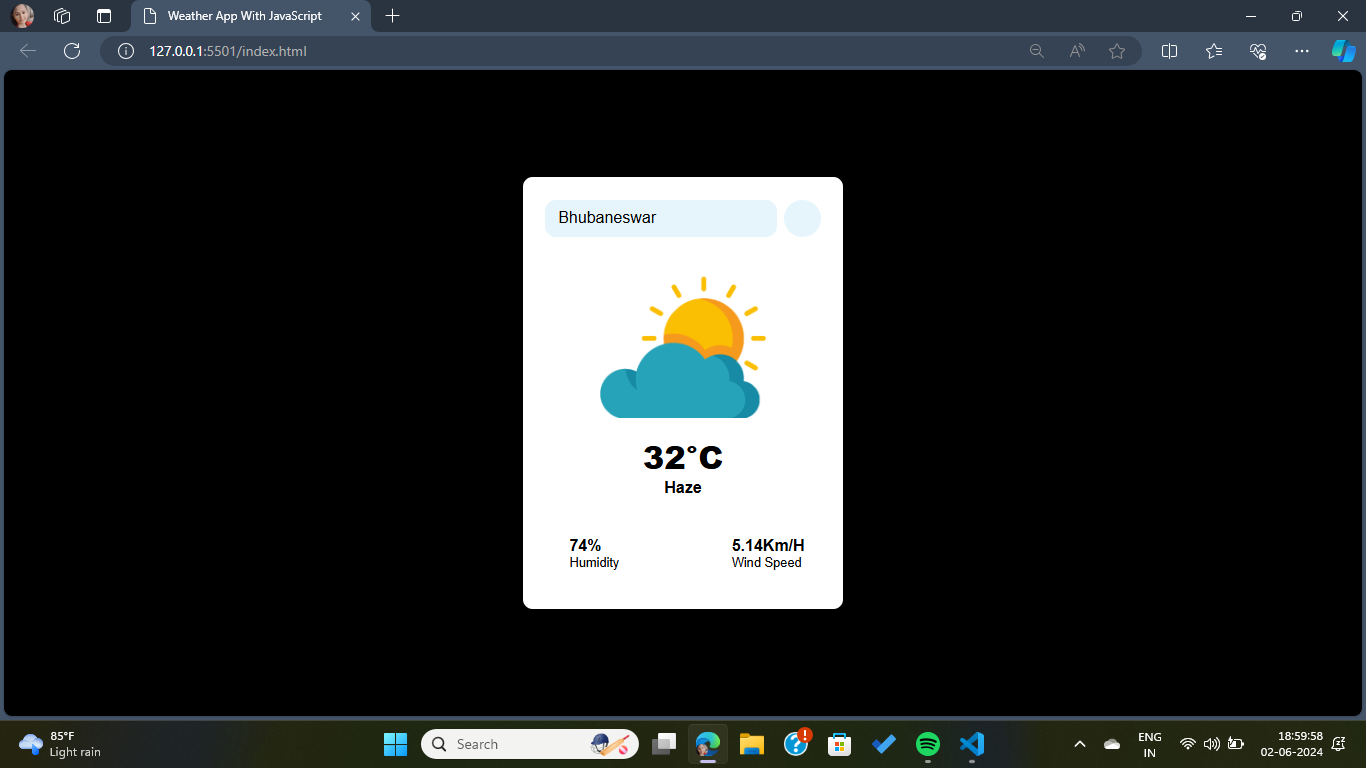 Weather App With JavaScript
127.0.0.1:5501/index.html
Bhubaneswar
32°C
Haze
74%
Humidity
5.14Km/H
Wind Speed
85°F
Light rain
Search
ENG
IN
18:59:58
02-06-2024